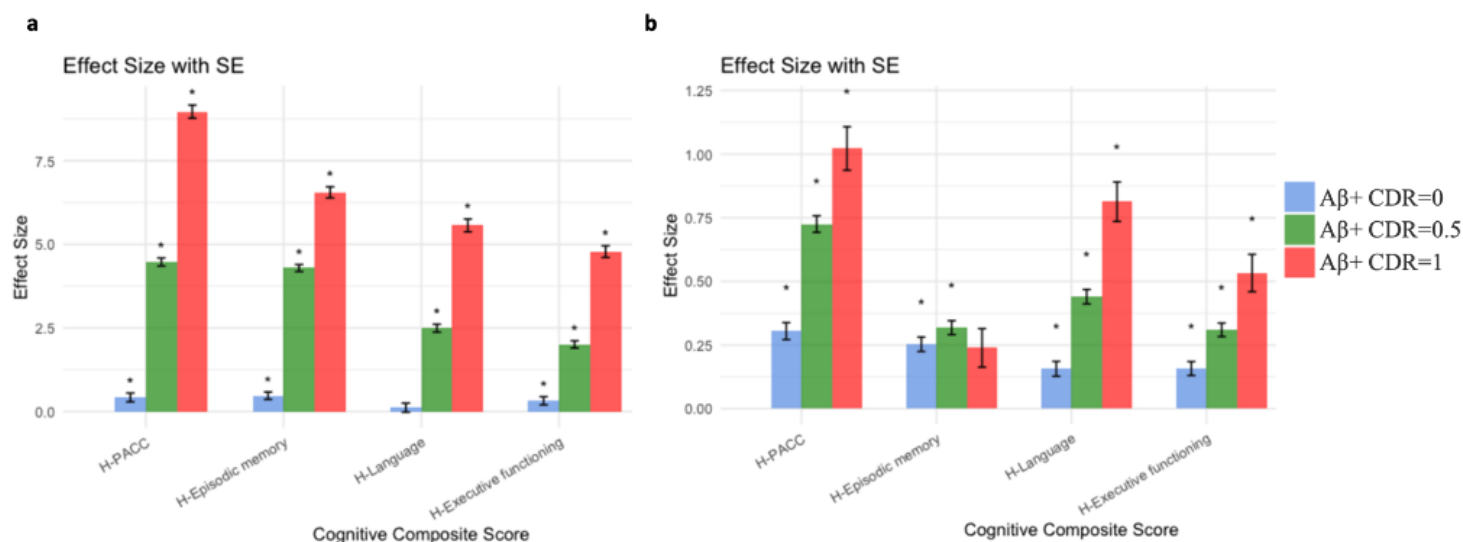 a
Effect Size with SE
Effect Size
7.5
5.0
2.5
0.0
*
*
*
*
*
*
*
*
*
*
*
H-PACC
H-Episodic memory
H-Language
H-Executive functioning
Cognitive Composite Score
b
Effect Size with SE
Effect Size
1.25
1.00
0.75
0.50
0.25
0.00
*
*
*
*
*
*
*
*
*
*
*
H-PACC
H-Episodic memory
H-Language
H-Executive functioning
Cognitive Composite Score
Aβ+ CDR=0
Aβ+ CDR=0.5
Aβ+ CDR=1